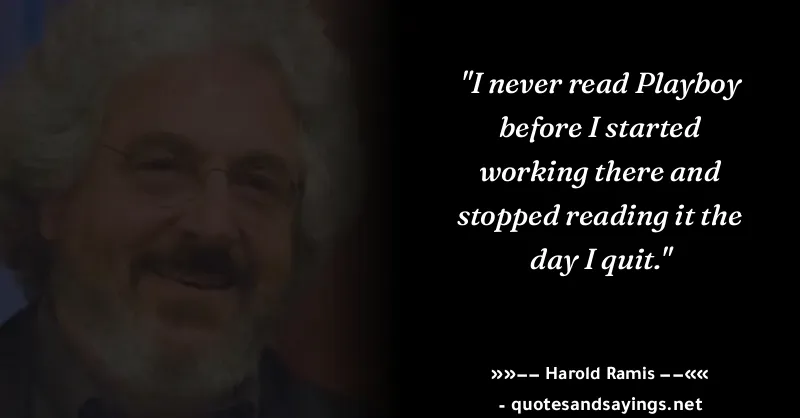 "I never read Playboy
before I started
working there and
stopped reading it the
day I quit."
»»−− Harold Ramis −−««
- quotesandsayings.net